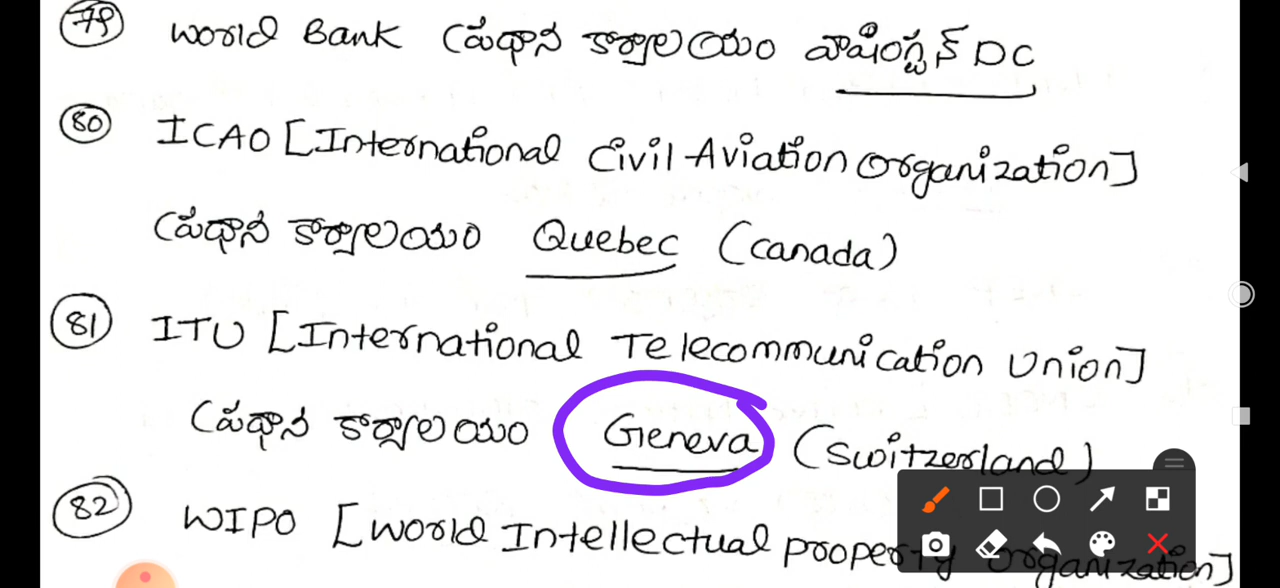 79 World Bank ప్రధాన కార్యాలయం వాషింగ్టన్ DC
80 ICAO [International Civil Aviation Organization]
ప్రధాన కార్యాలయం Quebec (Canada)
81 ITU [International Telecommunication Union]
ప్రధాన కార్యాలయం Geneva (Switzerland)
82 WIPO [World Intellectual property organization]